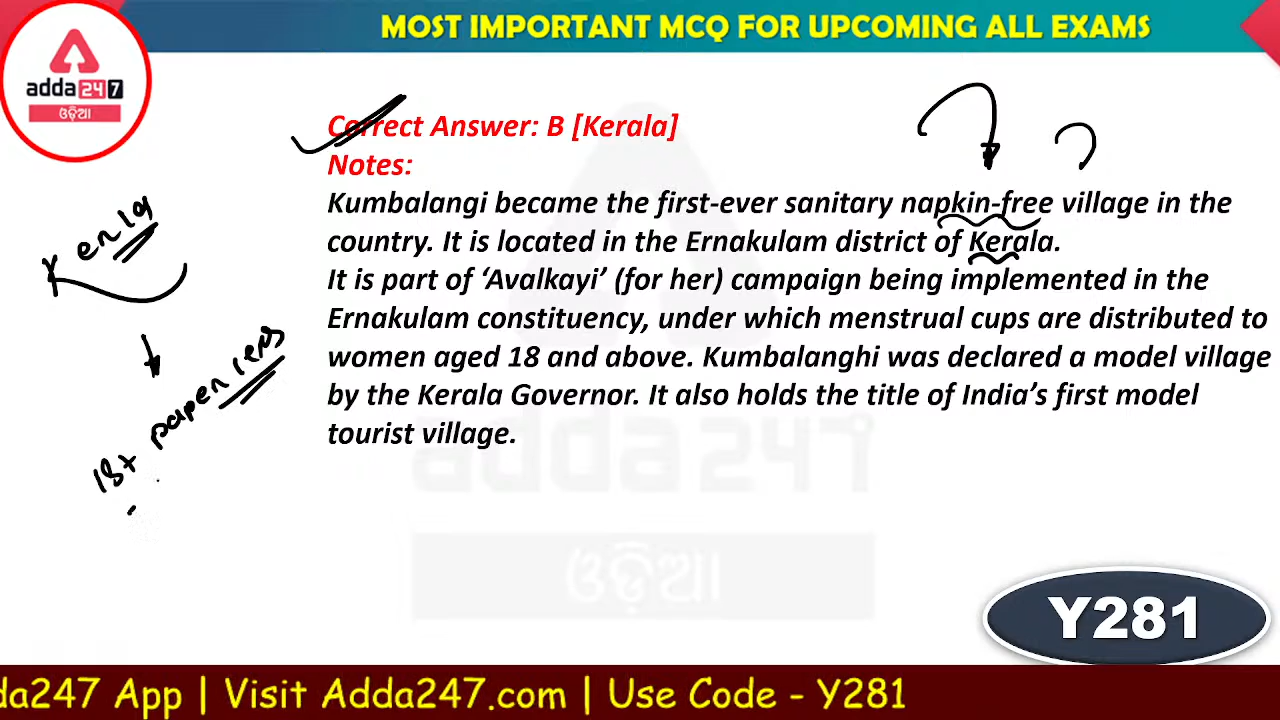 MOST IMPORTANT MCQ FOR UPCOMING ALL EXAMS
adda 247
ଓଡ଼ିଆ
Correct Answer: B [Kerala]
Notes:
Kumbalangi became the first-ever sanitary napkin-free village in the
country. It is located in the Ernakulam district of Kerala.
It is part of ‘Avalkayi’ (for her) campaign being implemented in the
Ernakulam constituency, under which menstrual cups are distributed to
women aged 18 and above. Kumbalanghi was declared a model village
by the Kerala Governor. It also holds the title of India’s first model
tourist village.
18+ paper less
adda247
ଓଡ଼ିଆ
Y281
da247 App | Visit Adda247.com | Use Code - Y281